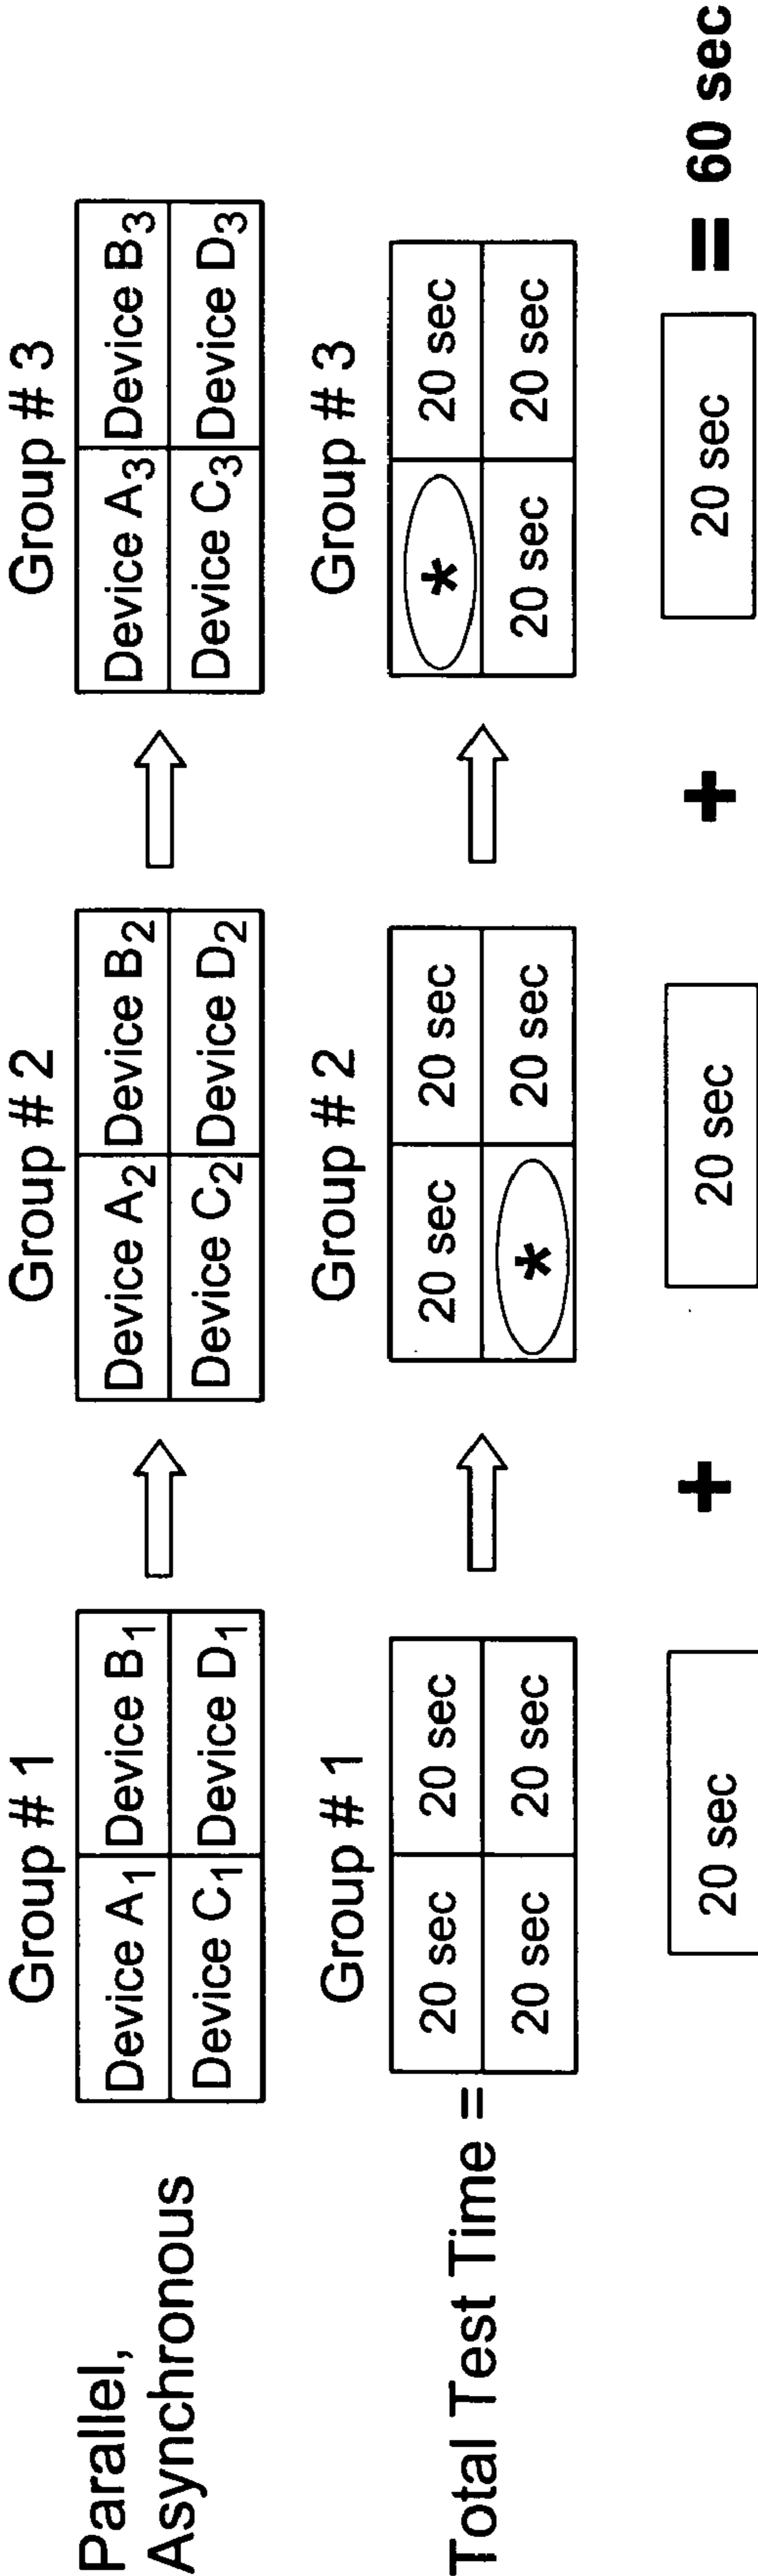 Group # 1 Group # 2 Group # 3
Parallel,
Asynchronous
Device A1 Device B1 Device A2 Device B2 Device A3 Device B3
Device C1 Device D1 Device C2 Device D2 Device C3 Device D3
Group # 1 Group # 2 Group # 3
Total Test Time =
20 sec 20 sec 20 sec 20 sec * 20 sec
20 sec 20 sec * 20 sec 20 sec 20 sec
20 sec + 20 sec + 20 sec = 60 sec